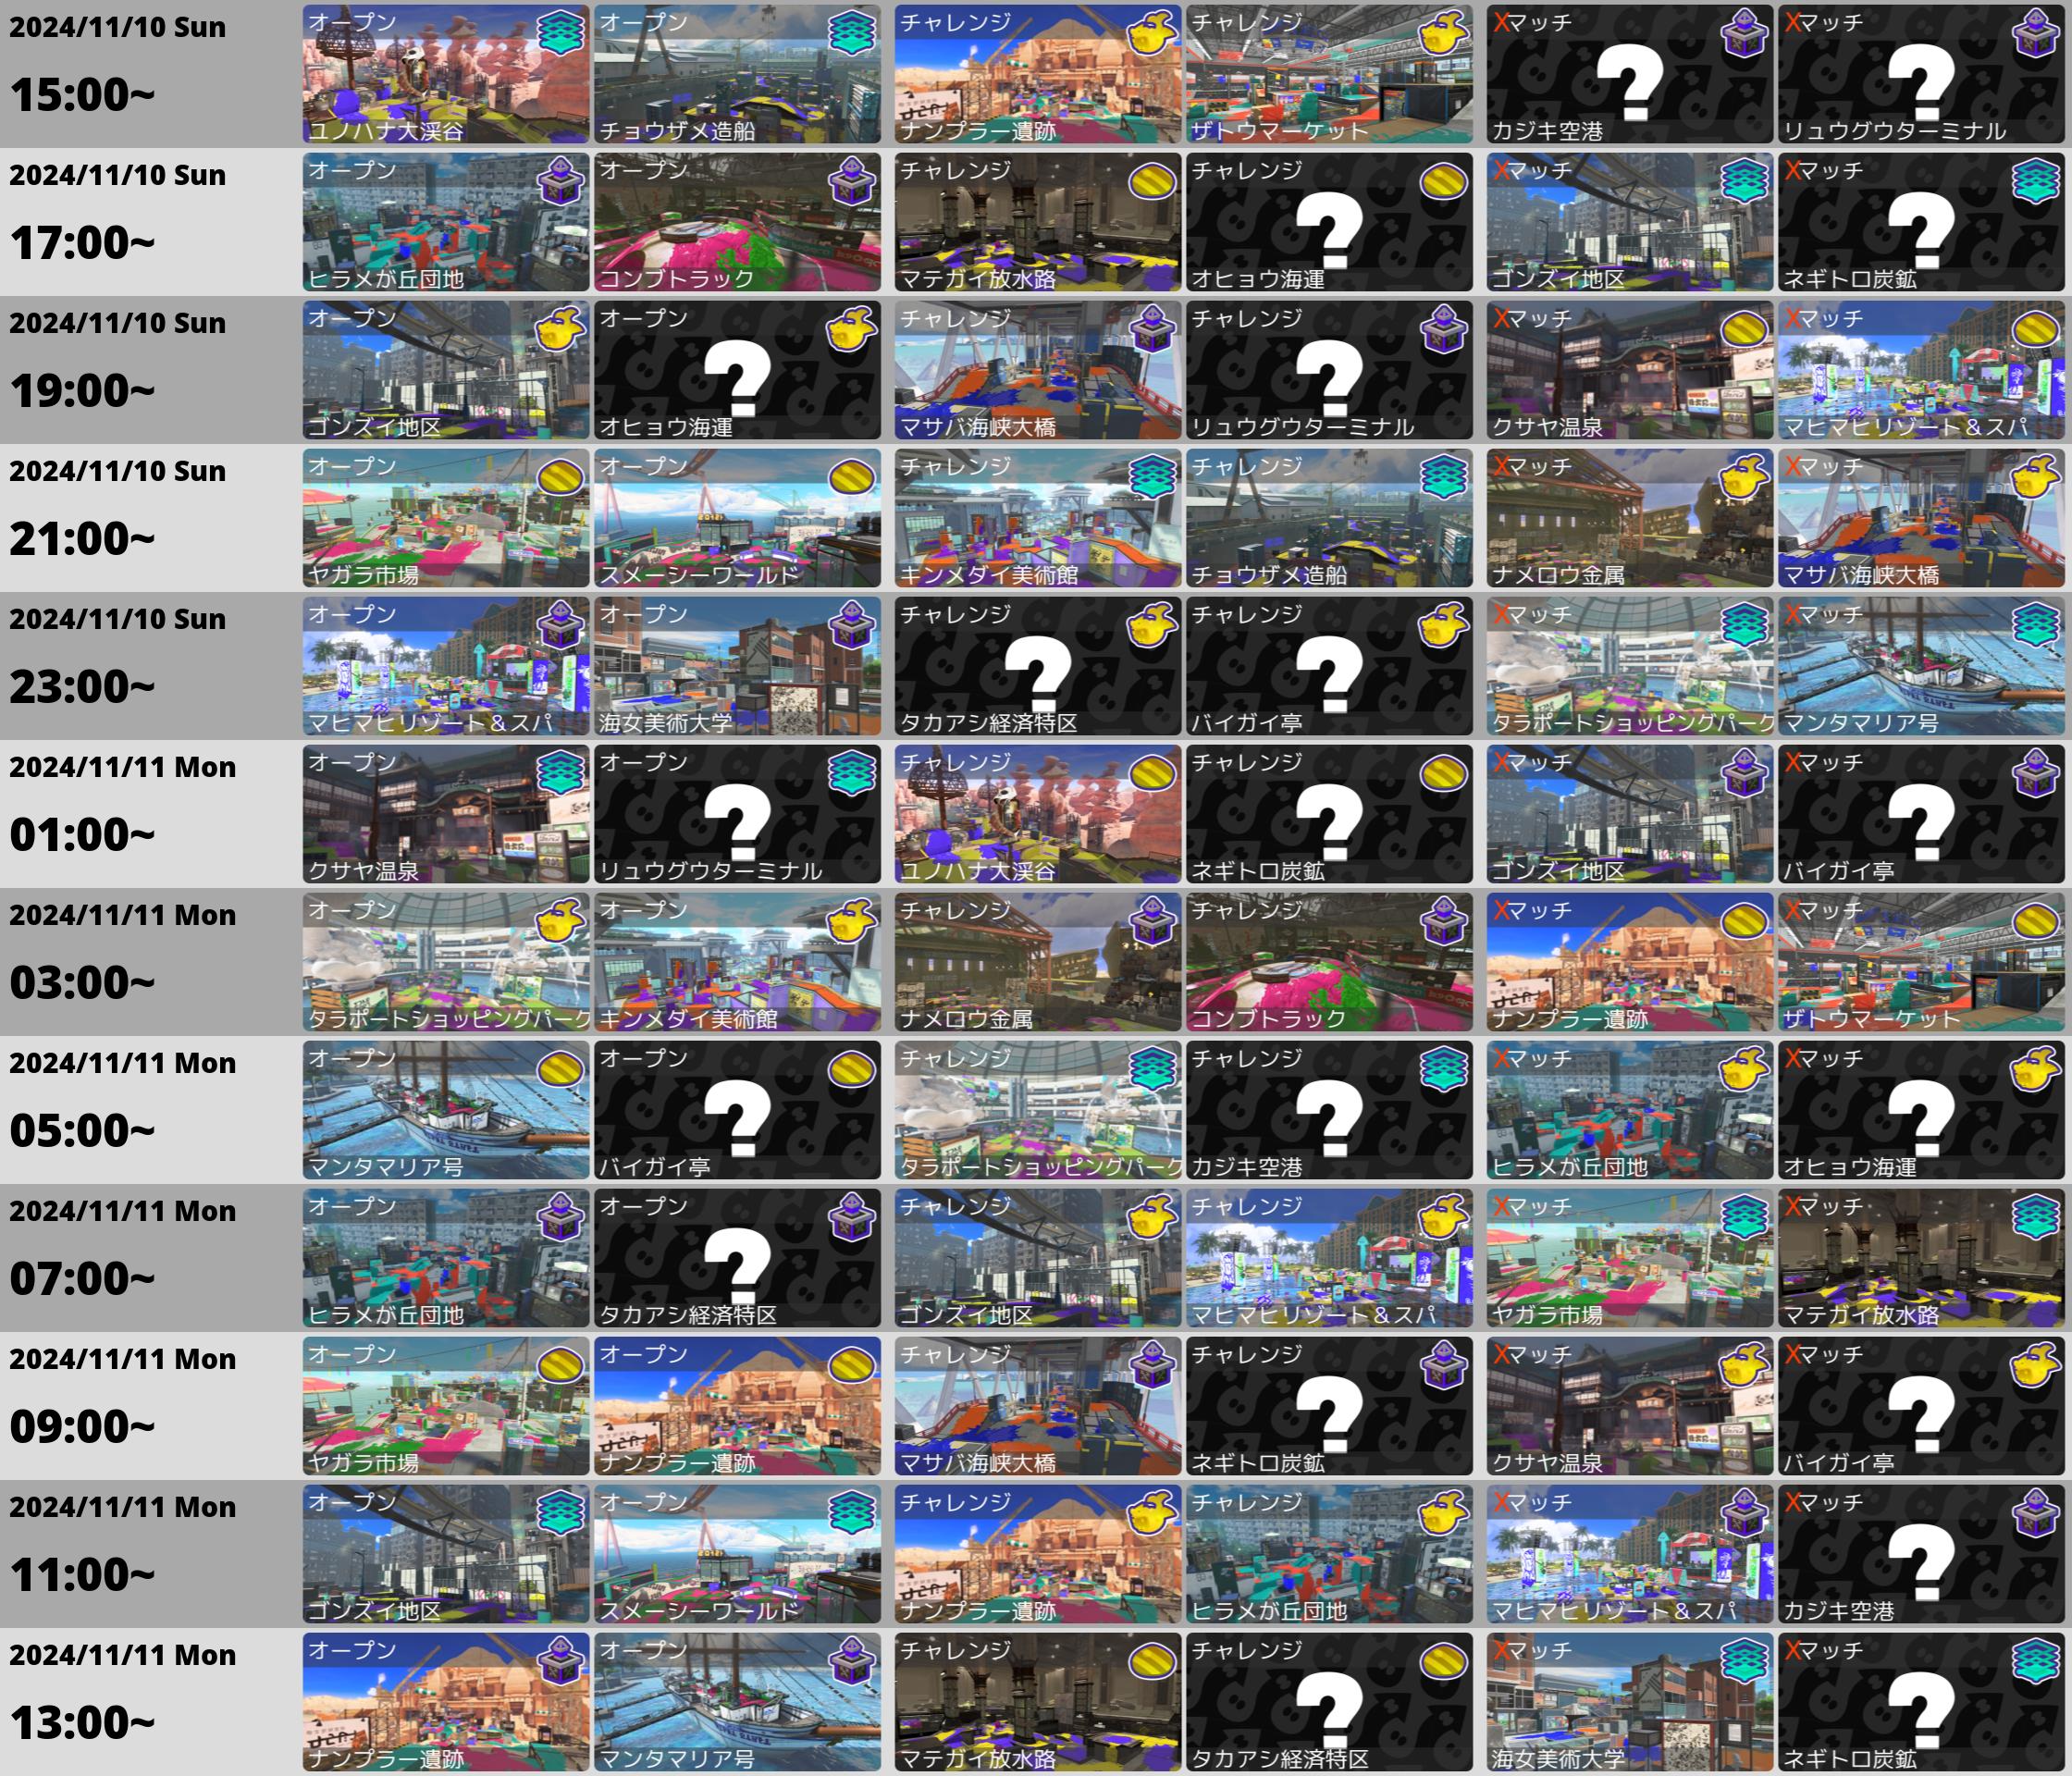 2024/11/10 Sun
15:00~
オープン
ユノハナ大渓谷
オープン
チョウザメ造船
チャレンジ
ナンプラー遺跡
チャレンジ
ザトウマーケット
Xマッチ
?
カジキ空港
Xマッチ
?
リュウグウターミナル
2024/11/10 Sun
17:00~
オープン
ヒラメが丘団地
オープン
コンブトラック
チャレンジ
マテガイ放水路
チャレンジ
?
オヒョウ海運
Xマッチ
ゴンズイ地区
Xマッチ
?
ネギトロ炭鉱
2024/11/10 Sun
19:00~
オープン
ゴンズイ地区
オープン
?
オヒョウ海運
チャレンジ
マサバ海峡大橋
チャレンジ
?
リュウグウターミナル
Xマッチ
クサヤ温泉
Xマッチ
マヒマヒリゾート＆スパ
2024/11/10 Sun
21:00~
オープン
ヤガラ市場
オープン
スメーシーワールド
チャレンジ
キンメダイ美術館
チャレンジ
チョウザメ造船
Xマッチ
ナメロウ金属
Xマッチ
マサバ海峡大橋
2024/11/10 Sun
23:00~
オープン
マヒマヒリゾート＆スパ
オープン
海女美術大学
チャレンジ
?
タカアシ経済特区
チャレンジ
?
バイガイ亭
Xマッチ
タラポートショッピングパーク
Xマッチ
マンタマリア号
2024/11/11 Mon
01:00~
オープン
クサヤ温泉
オープン
?
リュウグウターミナル
チャレンジ
ユノハナ大渓谷
チャレンジ
?
ネギトロ炭鉱
Xマッチ
ゴンズイ地区
Xマッチ
?
バイガイ亭
2024/11/11 Mon
03:00~
オープン
タラポートショッピングパーク
オープン
キンメダイ美術館
チャレンジ
ナメロウ金属
チャレンジ
コンブトラック
Xマッチ
ナンプラー遺跡
Xマッチ
ザトウマーケット
2024/11/11 Mon
05:00~
オープン
マンタマリア号
オープン
?
バイガイ亭
チャレンジ
タラポートショッピングパーク
チャレンジ
?
カジキ空港
Xマッチ
ヒラメが丘団地
Xマッチ
?
オヒョウ海運
2024/11/11 Mon
07:00~
オープン
ヒラメが丘団地
オープン
?
タカアシ経済特区
チャレンジ
ゴンズイ地区
チャレンジ
マヒマヒリゾート＆スパ
Xマッチ
ヤガラ市場
Xマッチ
マテガイ放水路
2024/11/11 Mon
09:00~
オープン
ヤガラ市場
オープン
ナンプラー遺跡
チャレンジ
マサバ海峡大橋
チャレンジ
?
ネギトロ炭鉱
Xマッチ
クサヤ温泉
Xマッチ
?
バイガイ亭
2024/11/11 Mon
11:00~
オープン
ゴンズイ地区
オープン
スメーシーワールド
チャレンジ
ナンプラー遺跡
チャレンジ
ヒラメが丘団地
Xマッチ
マヒマヒリゾート＆スパ
Xマッチ
?
カジキ空港
2024/11/11 Mon
13:00~
オープン
ナンプラー遺跡
オープン
マンタマリア号
チャレンジ
マテガイ放水路
チャレンジ
?
タカアシ経済特区
Xマッチ
海女美術大学
Xマッチ
?
ネギトロ炭鉱